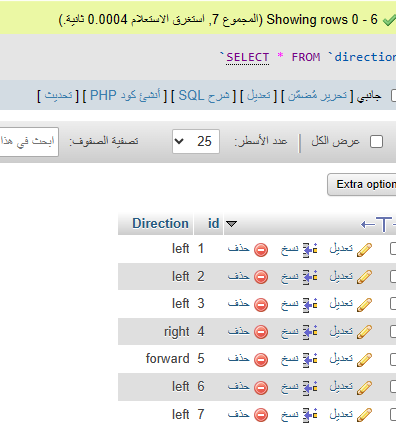 Showing rows 0 - 6 (المجموع 7, استغرق الاستعلام 0.0004 ثانية.)
SELECT * FROM `direction`
جانبي [ تحرير مُضمّن ] [ تعديل ] [ شرح SQL ] [ أنشئ كود PHP ] [ تحديث ]
عرض الكل | عدد الأسطر: 25 تصفية الصفوف: ابحث في هذا
Extra option
←T→ id Direction
تعديل نسخ حذف 1 left
تعديل نسخ حذف 2 left
تعديل نسخ حذف 3 left
تعديل نسخ حذف 4 right
تعديل نسخ حذف 5 forward
تعديل نسخ حذف 6 left
تعديل نسخ حذف 7 left